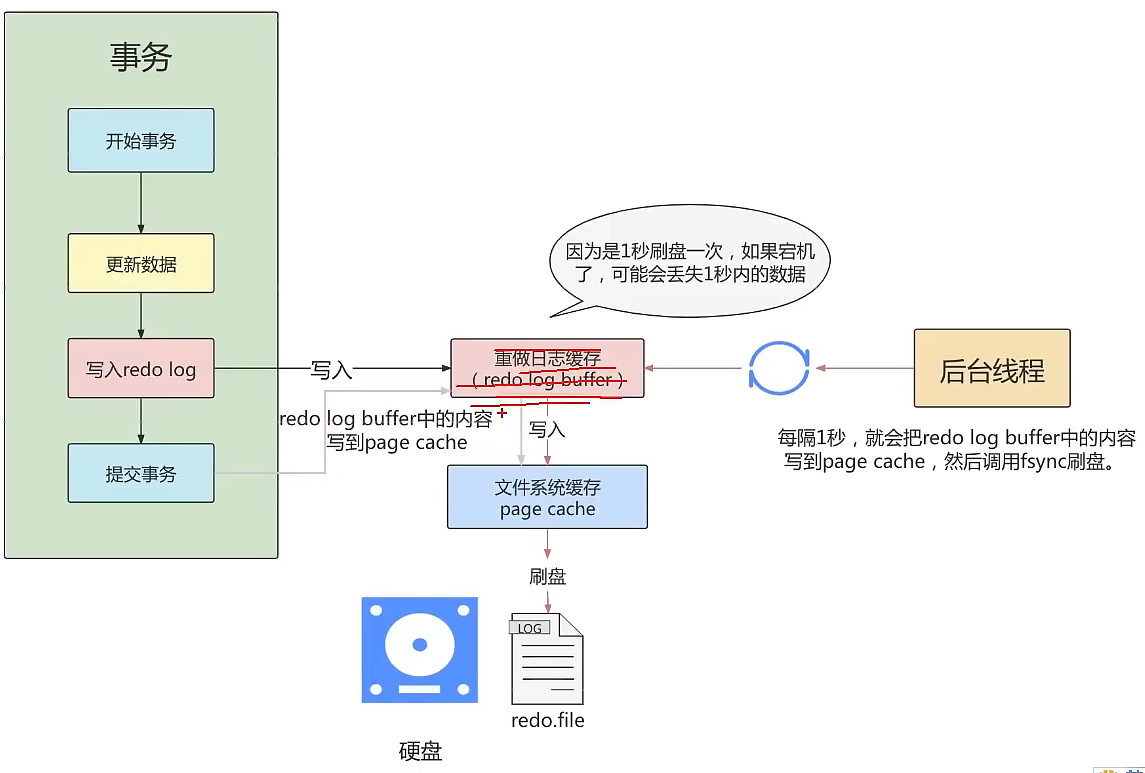 事务
开始事务
更新数据
写入redo log
提交事务
写入
redo log buffer中的内容
写到page cache
因为是1秒刷盘一次，如果宕机
了，可能会丢失1秒内的数据
重做日志缓存
（redo log buffer）
写入
文件系统缓存
page cache
刷盘
LOG
redo.file
硬盘
后台线程
每隔1秒，就会把redo log buffer中的内容
写到page cache，然后调用fsync刷盘。